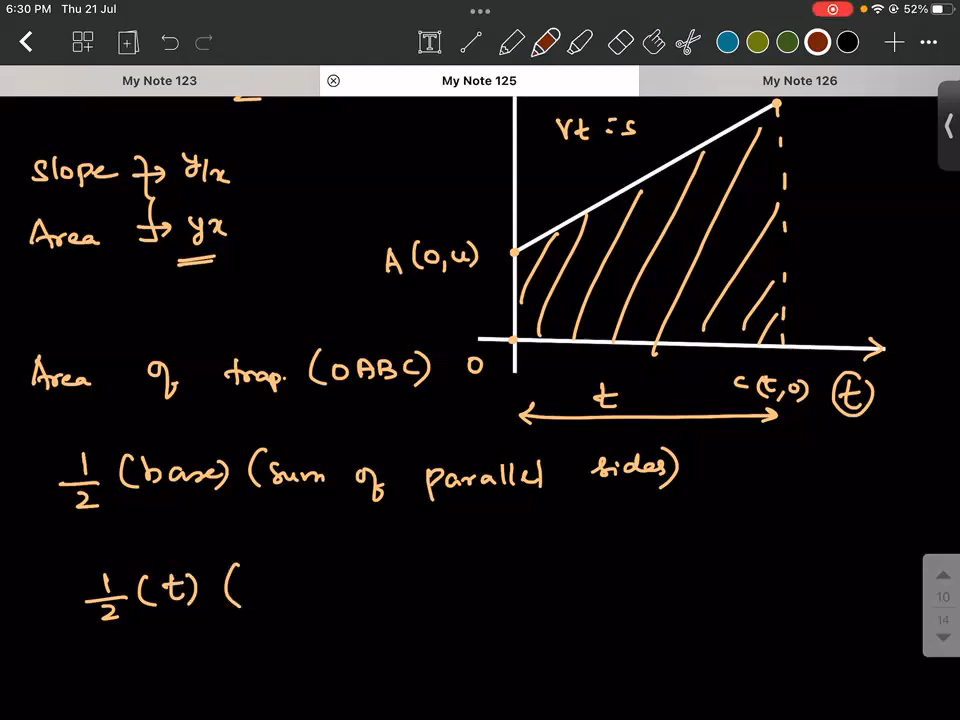 6:30 PM Thu 21 Jul
52%
My Note 123
My Note 125
My Note 126
vt = s
Slope → y/x
Area → yx
A (0, u)
Area of trap. (OABC)
O
t
C (t, 0)
t
1/2 (base) (sum of parallel sides)
1/2 (t) (
10
14